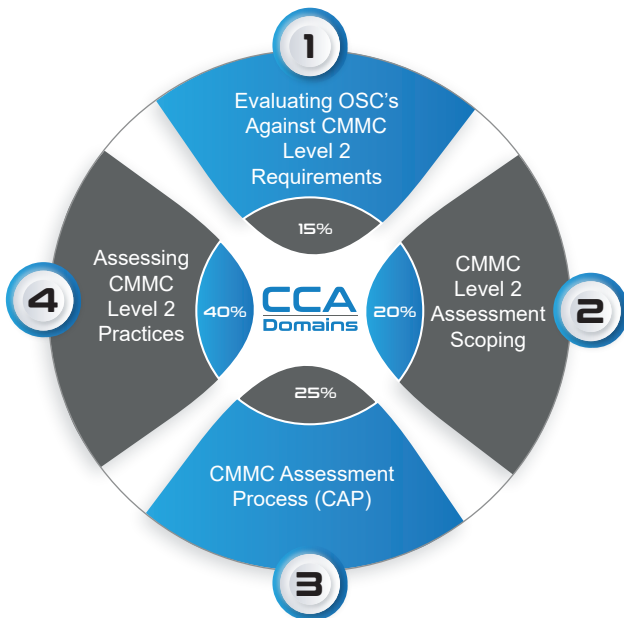 1
Evaluating OSC's
Against CMMC
Level 2
Requirements
15%
2
CMMC
Level 2
Assessment
Scoping
20%
CCA
Domains
3
CMMC Assessment
Process (CAP)
25%
4
Assessing
CMMC
Level 2
Practices
40%